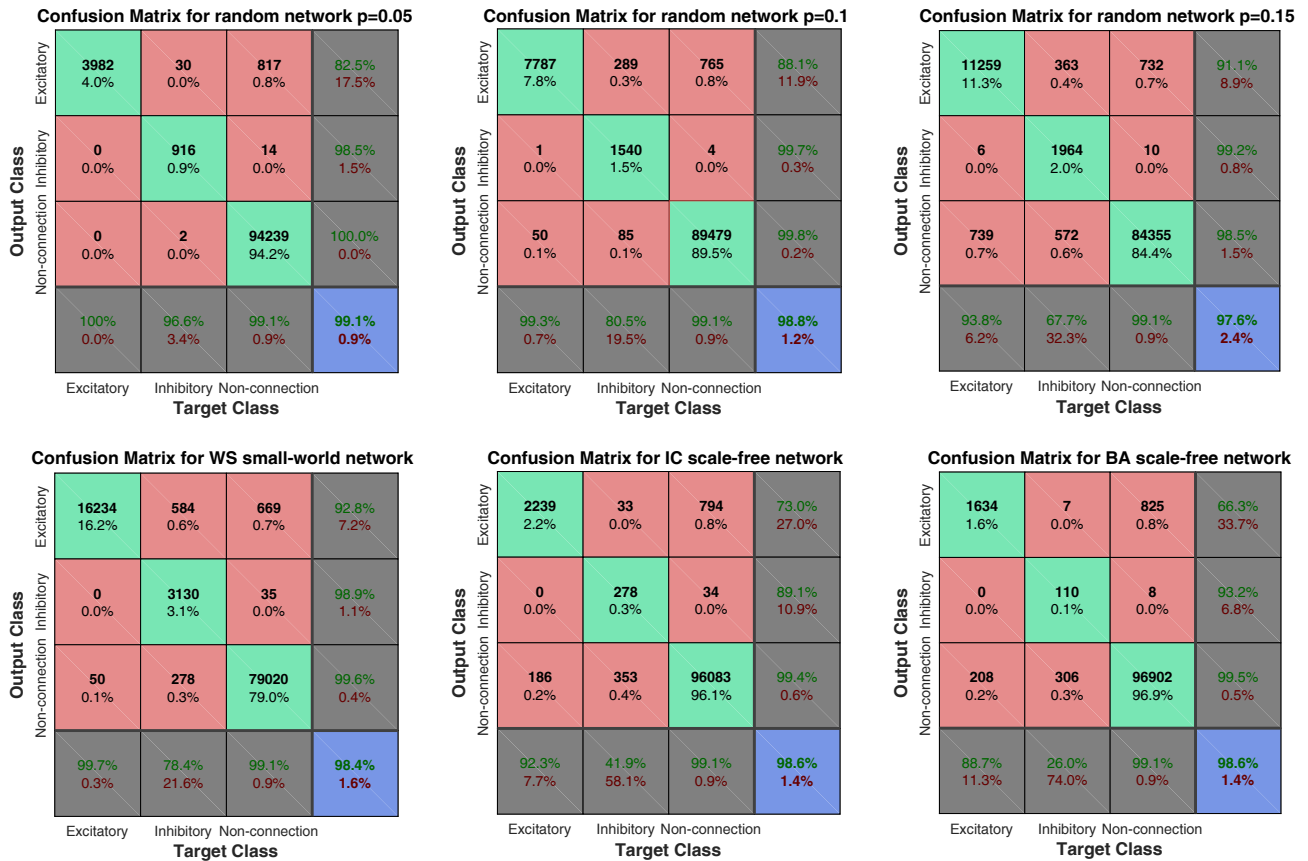 Confusion Matrix for random network p=0.05
3982 30 817 82.5%
4.0% 0.0% 0.8% 17.5%
0 916 14 98.5%
0.0% 0.9% 0.0% 1.5%
0 2 94239 100.0%
0.0% 0.0% 94.2% 0.0%
100% 96.6% 99.1% 99.1%
0.0% 3.4% 0.9% 0.9%
Excitatory Inhibitory Non-connection
Target Class
Output Class
Excitatory
Inhibitory
Non-connection
Confusion Matrix for random network p=0.1
7787 289 765 88.1%
7.8% 0.3% 0.8% 11.9%
1 1540 4 99.7%
0.0% 1.5% 0.0% 0.3%
50 85 89479 99.8%
0.1% 0.1% 89.5% 0.2%
99.3% 80.5% 99.1% 98.8%
0.7% 19.5% 0.9% 1.2%
Excitatory Inhibitory Non-connection
Target Class
Output Class
Excitatory
Inhibitory
Non-connection
Confusion Matrix for random network p=0.15
11259 363 732 91.1%
11.3% 0.4% 0.7% 8.9%
6 1964 10 99.2%
0.0% 2.0% 0.0% 0.8%
739 572 84355 98.5%
0.7% 0.6% 84.4% 1.5%
93.8% 67.7% 99.1% 97.6%
6.2% 32.3% 0.9% 2.4%
Excitatory Inhibitory Non-connection
Target Class
Output Class
Excitatory
Inhibitory
Non-connection
Confusion Matrix for WS small-world network
16234 584 669 92.8%
16.2% 0.6% 0.7% 7.2%
0 3130 35 98.9%
0.0% 3.1% 0.0% 1.1%
50 278 79020 99.6%
0.1% 0.3% 79.0% 0.4%
99.7% 78.4% 99.1% 98.4%
0.3% 21.6% 0.9% 1.6%
Excitatory Inhibitory Non-connection
Target Class
Output Class
Excitatory
Inhibitory
Non-connection
Confusion Matrix for IC scale-free network
2239 33 794 73.0%
2.2% 0.0% 0.8% 27.0%
0 278 34 89.1%
0.0% 0.3% 0.0% 10.9%
186 353 96083 99.4%
0.2% 0.4% 96.1% 0.6%
92.3% 41.9% 99.1% 98.6%
7.7% 58.1% 0.9% 1.4%
Excitatory Inhibitory Non-connection
Target Class
Output Class
Excitatory
Inhibitory
Non-connection
Confusion Matrix for BA scale-free network
1634 7 825 66.3%
1.6% 0.0% 0.8% 33.7%
0 110 8 93.2%
0.0% 0.1% 0.0% 6.8%
208 306 96902 99.5%
0.2% 0.3% 96.9% 0.5%
88.7% 26.0% 99.1% 98.6%
11.3% 74.0% 0.9% 1.4%
Excitatory Inhibitory Non-connection
Target Class
Output Class
Excitatory
Inhibitory
Non-connection